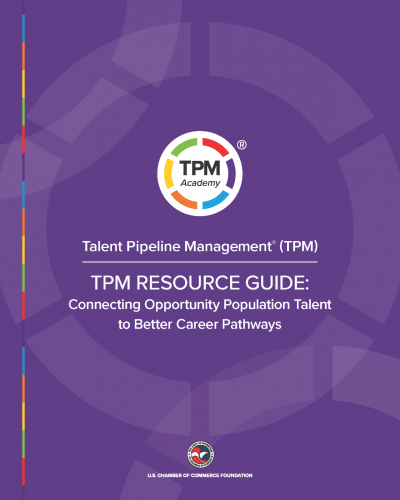 TPM
Academy
®
Talent Pipeline Management® (TPM)
TPM RESOURCE GUIDE:
Connecting Opportunity Population Talent
to Better Career Pathways
U.S. CHAMBER OF COMMERCE FOUNDATION